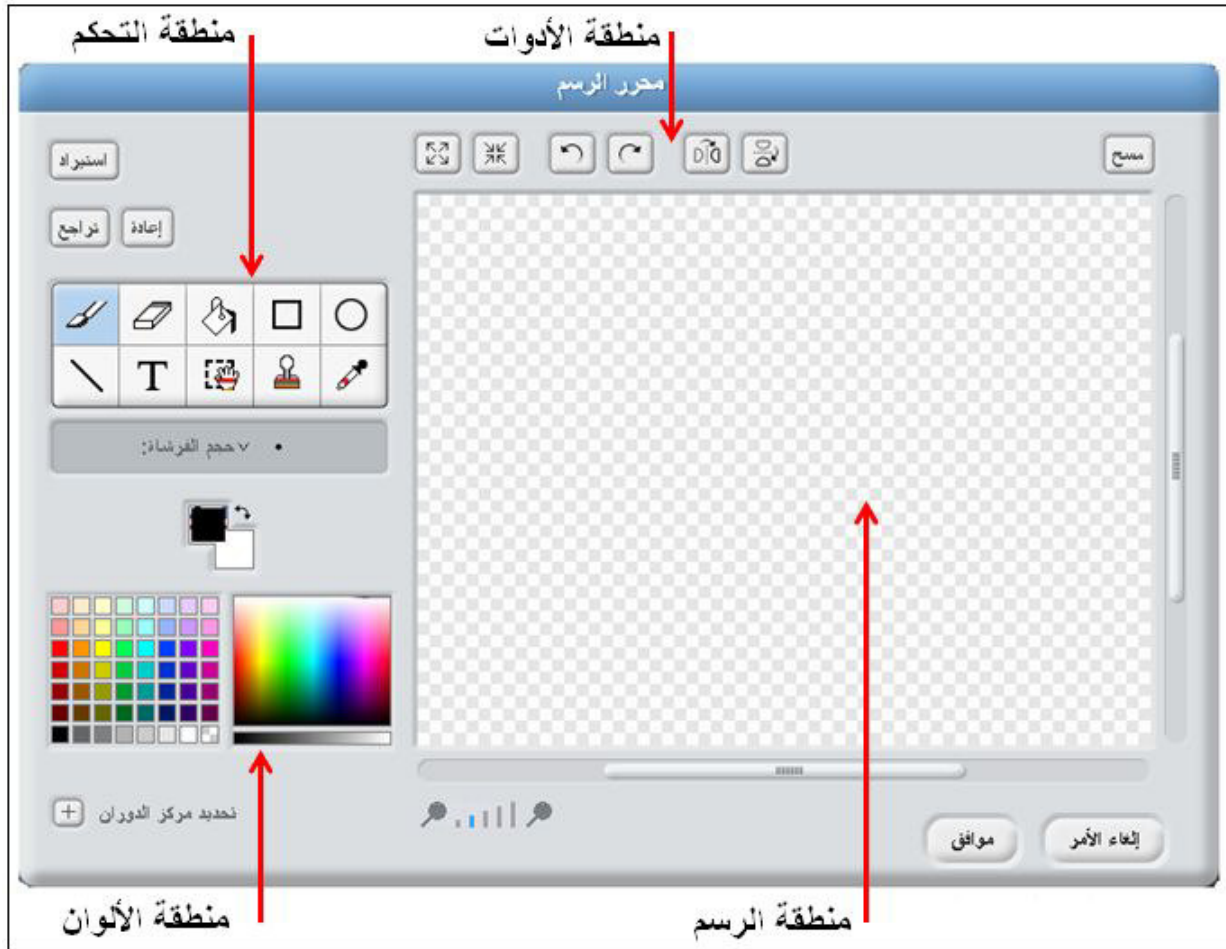 منطقة الأدوات
منطقة التحكم
محرر الرسم
مسح
استيراد
إعادة
تراجع
T
حجم الفرشاة:
تحديد مركز الدوران
إلغاء الأمر
موافق
منطقة الرسم
منطقة الألوان